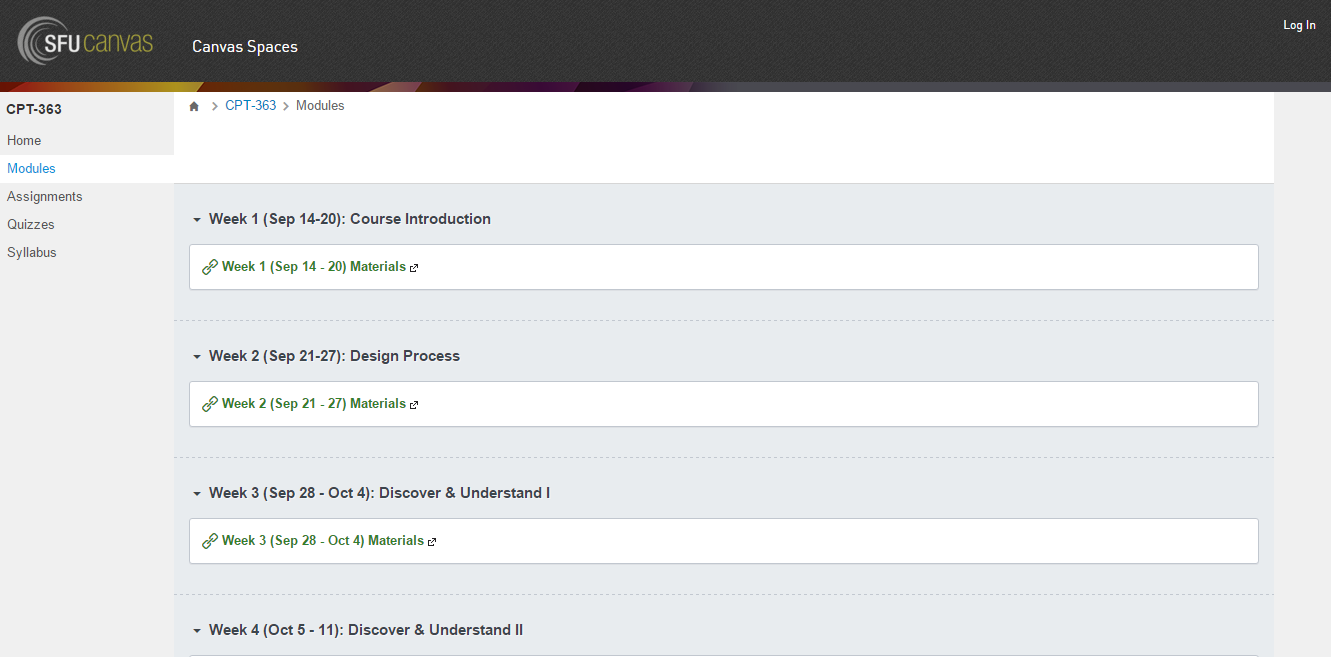 SFU canvas
Canvas Spaces
Log In
CPT-363
Home
Modules
Assignments
Quizzes
Syllabus
CPT-363 > Modules
Week 1 (Sep 14-20): Course Introduction
Week 1 (Sep 14 - 20) Materials
Week 2 (Sep 21-27): Design Process
Week 2 (Sep 21 - 27) Materials
Week 3 (Sep 28 - Oct 4): Discover & Understand I
Week 3 (Sep 28 - Oct 4) Materials
Week 4 (Oct 5 - 11): Discover & Understand II